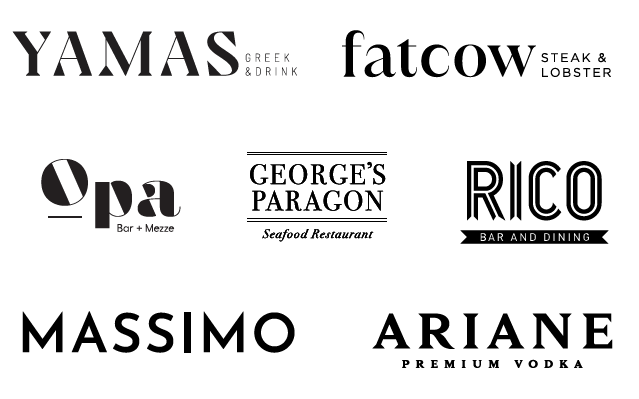 YAMAS GREEK
&DRINK
fatcow STEAK &
LOBSTER
Opa
Bar + Mezze
GEORGE'S
PARAGON
Seafood Restaurant
RICO
BAR AND DINING
MASSIMO
ARIANE
PREMIUM VODKA